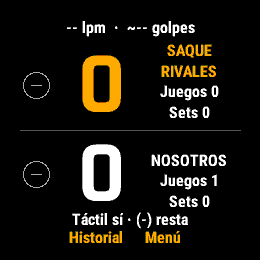 -- lpm · ~-- golpes
SAQUE
RIVALES
0
Juegos 0
Sets 0
NOSOTROS
0
Juegos 1
Sets 0
Táctil sí · (-) resta
Historial Menú